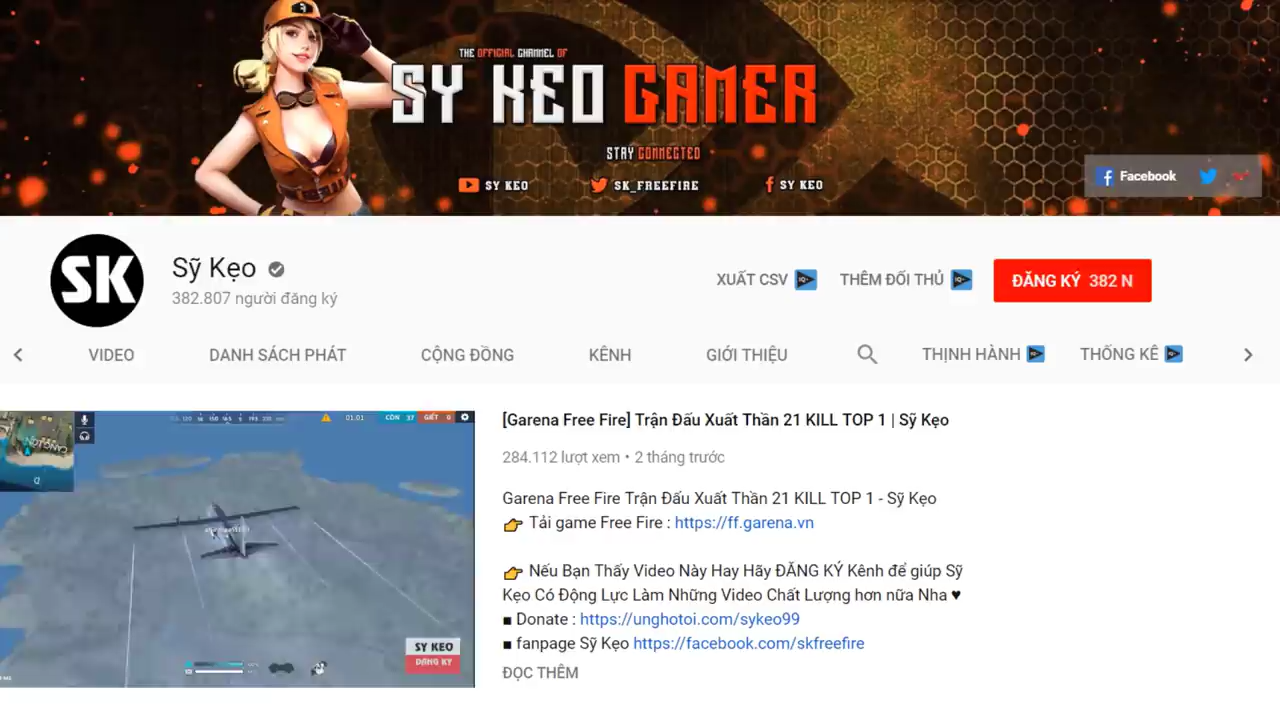 THE OFFICIAL CHANNEL OF
SY KEO GAMER
STAY CONNECTED
SY KEO
SK_FREEFIRE
SY KEO
Facebook
SK
Sỹ Kẹo
382.807 người đăng ký
XUẤT CSV
THÊM ĐỐI THỦ
ĐĂNG KÝ 382 N
VIDEO
DANH SÁCH PHÁT
CỘNG ĐỒNG
KÊNH
GIỚI THIỆU
THỊNH HÀNH
THỐNG KÊ
01:01
CÒN 37
GIẾT 0
SY KEO
ĐĂNG KÝ
[Garena Free Fire] Trận Đấu Xuất Thần 21 KILL TOP 1 | Sỹ Kẹo
284.112 lượt xem • 2 tháng trước
Garena Free Fire Trận Đấu Xuất Thần 21 KILL TOP 1 - Sỹ Kẹo
👉 Tải game Free Fire : https://ff.garena.vn
👉 Nếu Bạn Thấy Video Này Hay Hãy ĐĂNG KÝ Kênh để giúp Sỹ
Kẹo Có Động Lực Làm Những Video Chất Lượng hơn nữa Nha ♥
■ Donate : https://unghotoi.com/sykeo99
■ fanpage Sỹ Kẹo https://facebook.com/skfreefire
ĐỌC THÊM